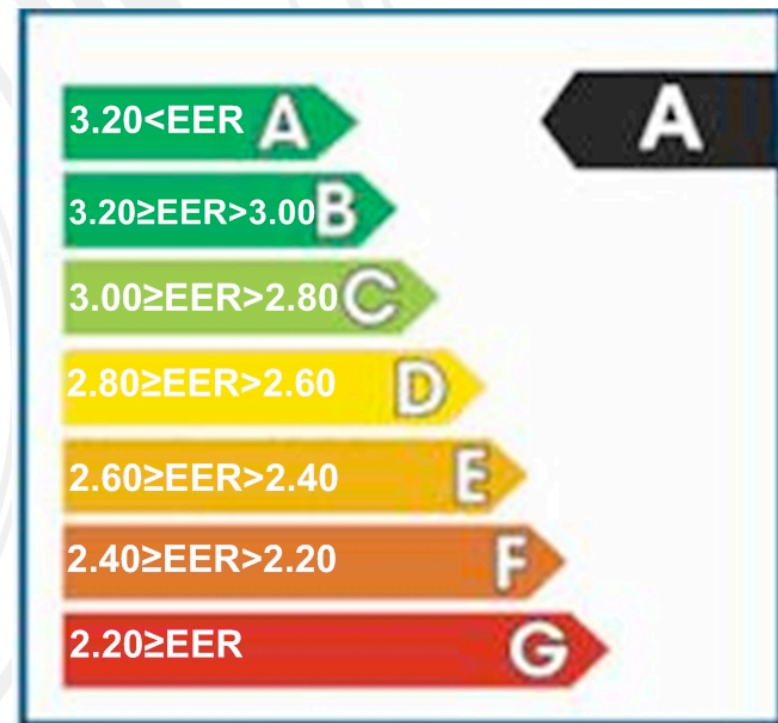 3.20<EER A
A
3.20≥EER>3.00 B
3.00≥EER>2.80 C
2.80≥EER>2.60 D
2.60≥EER>2.40 E
2.40≥EER>2.20 F
2.20≥EER G